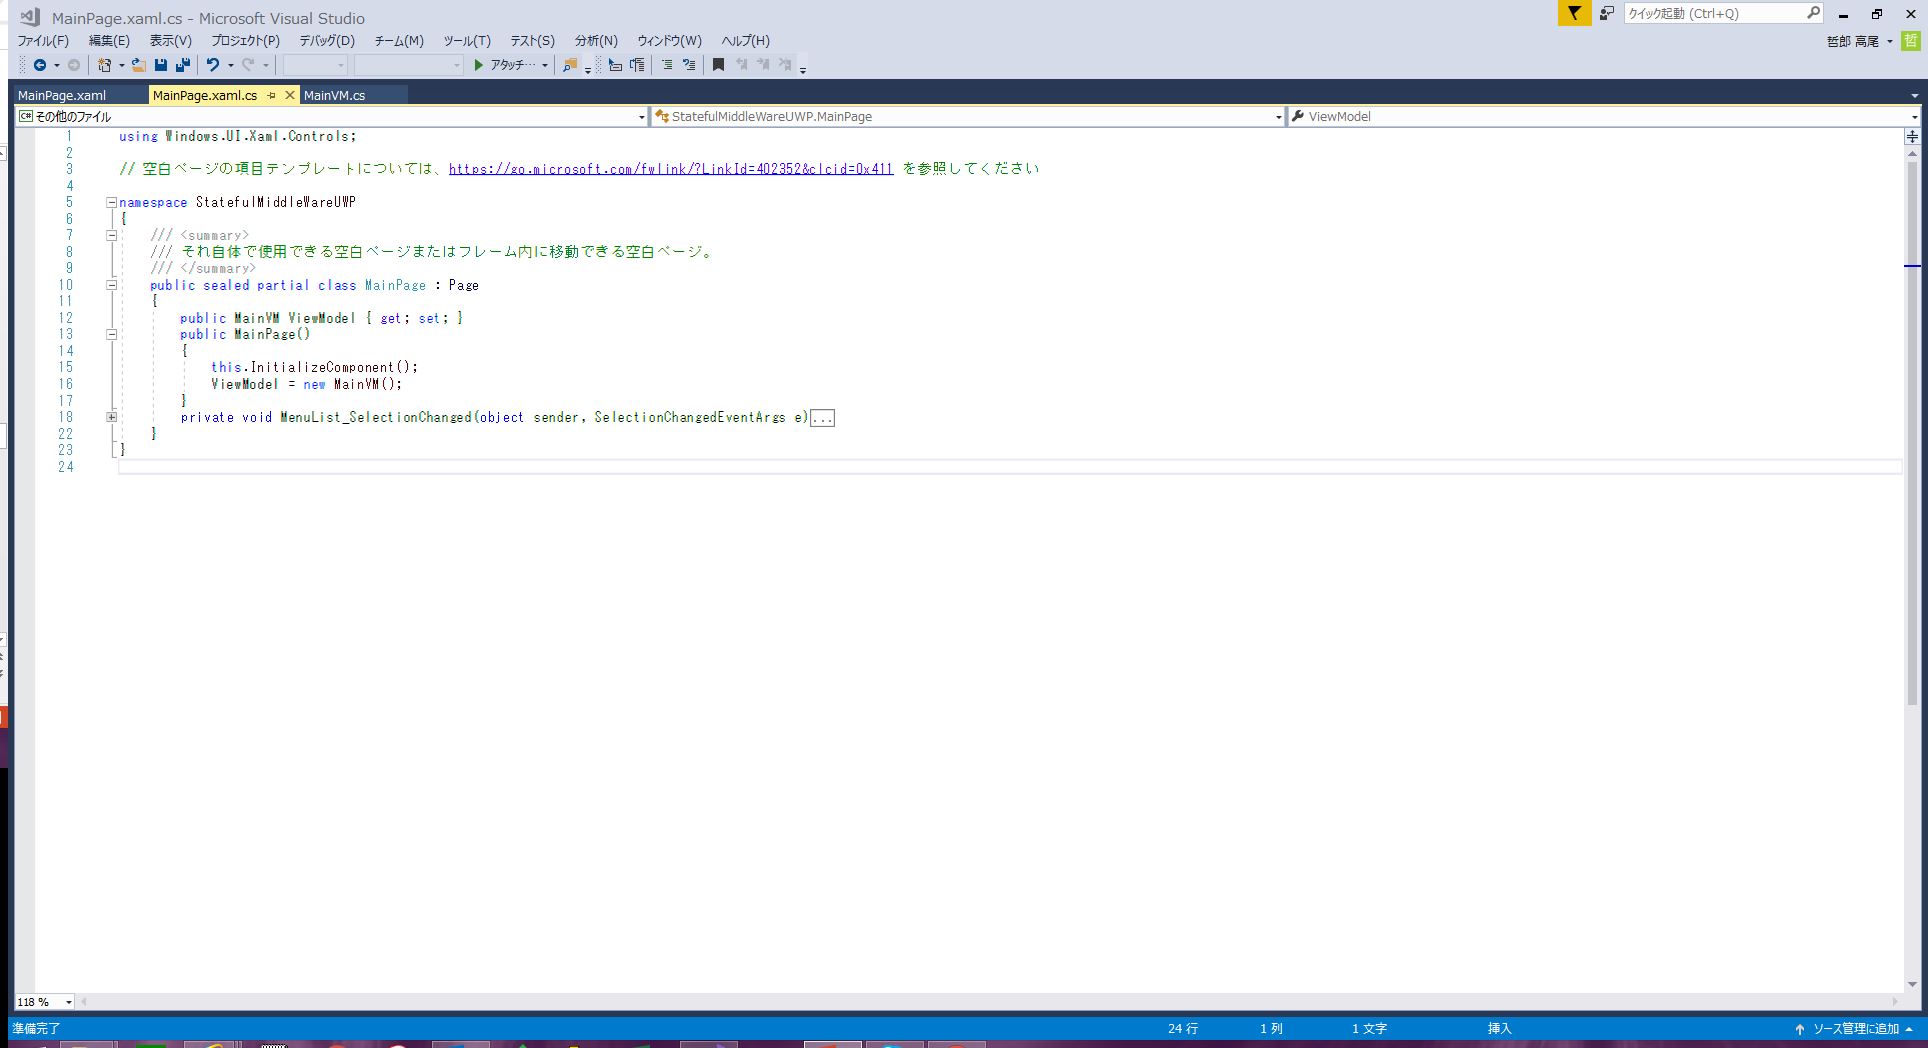 MainPage.xaml.cs - Microsoft Visual Studio
クイック起動 (Ctrl+Q)
ファイル(F) 編集(E) 表示(V) プロジェクト(P) デバッグ(D) チーム(M) ツール(T) テスト(S) 分析(N) ウィンドウ(W) ヘルプ(H)
哲郎 高尾 哲
アタッチ…
MainPage.xaml MainPage.xaml.cs MainVM.cs
C# その他のファイル StatefulMiddleWareUWP.MainPage ViewModel
1 using Windows.UI.Xaml.Controls;
2
3 // 空白ページの項目テンプレートについては、https://go.microsoft.com/fwlink/?LinkId=402352&clcid=0x411 を参照してください
4
5 namespace StatefulMiddleWareUWP
6 {
7 /// <summary>
8 /// それ自体で使用できる空白ページまたはフレーム内に移動できる空白ページ。
9 /// </summary>
10 public sealed partial class MainPage : Page
11 {
12 public MainVM ViewModel { get; set; }
13 public MainPage()
14 {
15 this.InitializeComponent();
16 ViewModel = new MainVM();
17 }
18 private void MenuList_SelectionChanged(object sender, SelectionChangedEventArgs e)...
22 }
23 }
24
118 %
準備完了 24 行 1 列 1 文字 挿入 ソース管理に追加